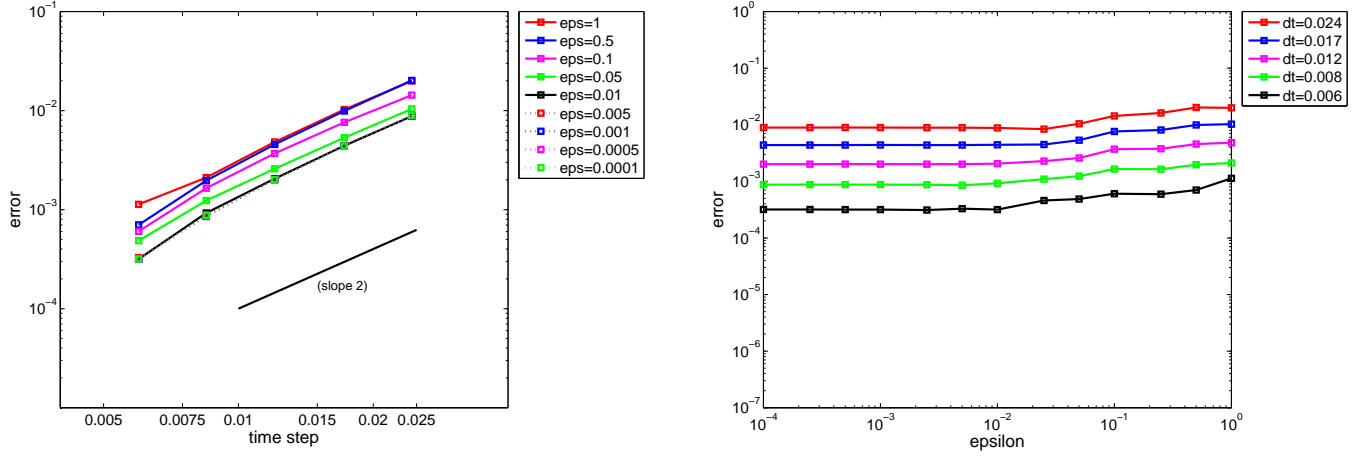 10^−1
10^−2
10^−3
10^−4
error
0.005
0.0075
0.01
0.015
0.02
0.025
time step
(slope 2)
eps=1
eps=0.5
eps=0.1
eps=0.05
eps=0.01
eps=0.005
eps=0.001
eps=0.0005
eps=0.0001
10^0
10^−1
10^−2
10^−3
10^−4
10^−5
10^−6
10^−7
error
10^−4
10^−3
10^−2
10^−1
10^0
epsilon
dt=0.024
dt=0.017
dt=0.012
dt=0.008
dt=0.006